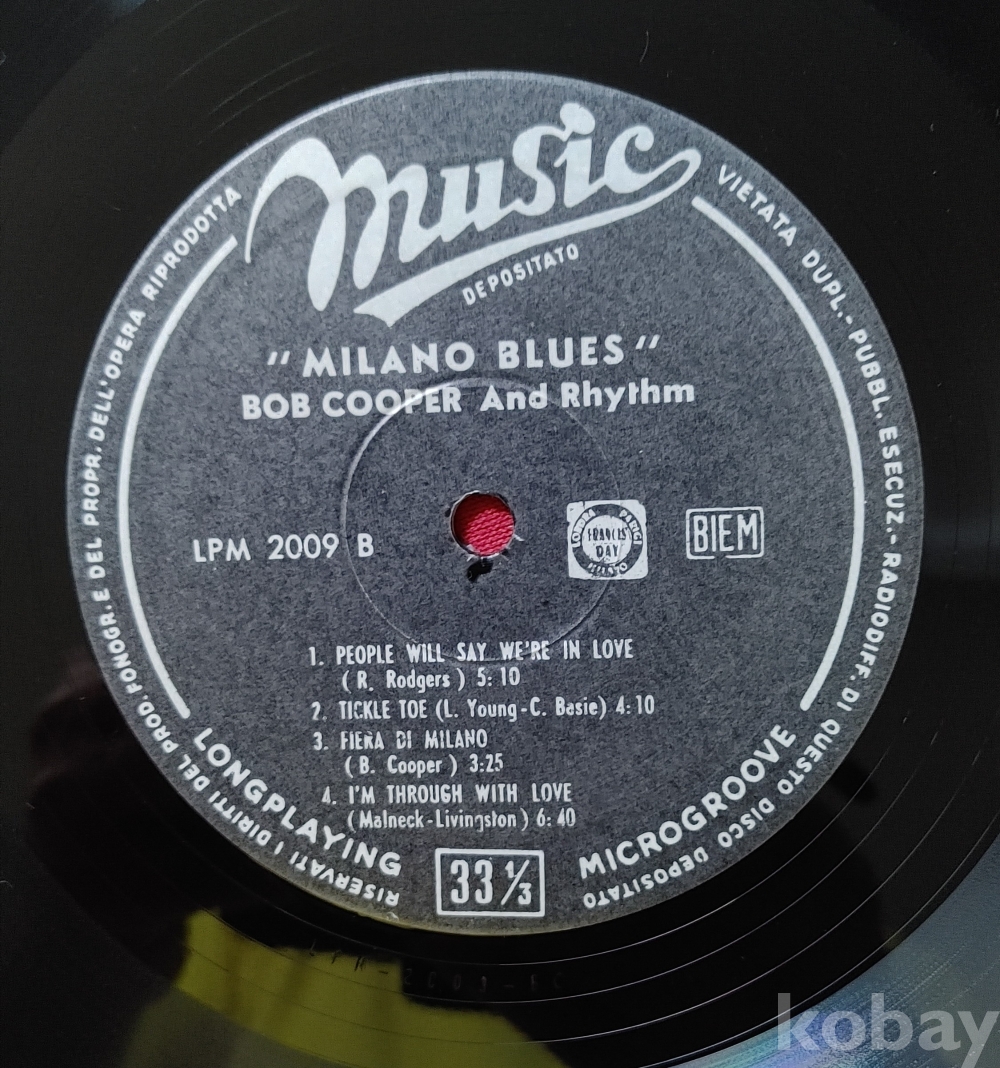 Music
DEPOSITATO
"MILANO BLUES"
BOB COOPER And Rhythm
LPM 2009 B
LONDRA PARIGI
FRANCIS
DAY
MILANO
BIEM
1. PEOPLE WILL SAY WE'RE IN LOVE
( R. Rodgers ) 5:10
2. TICKLE TOE (L. Young-C. Basie) 4:10
3. FIERA DI MILANO
( B. Cooper ) 3:25
4. I'M THROUGH WITH LOVE
(Malneck-Livingston) 6:40
LONGPLAYING
33 1/3
MICROGROOVE
RISERVATI I DIRITTI DEL PROD. FONOGR. E DEL PROPR. DELL'OPERA RIPRODOTTA
VIETATA DUPL.- PUBBL. ESECUZ.- RADIODIFF. DI QUESTO DISCO DEPOSITATO
kobay